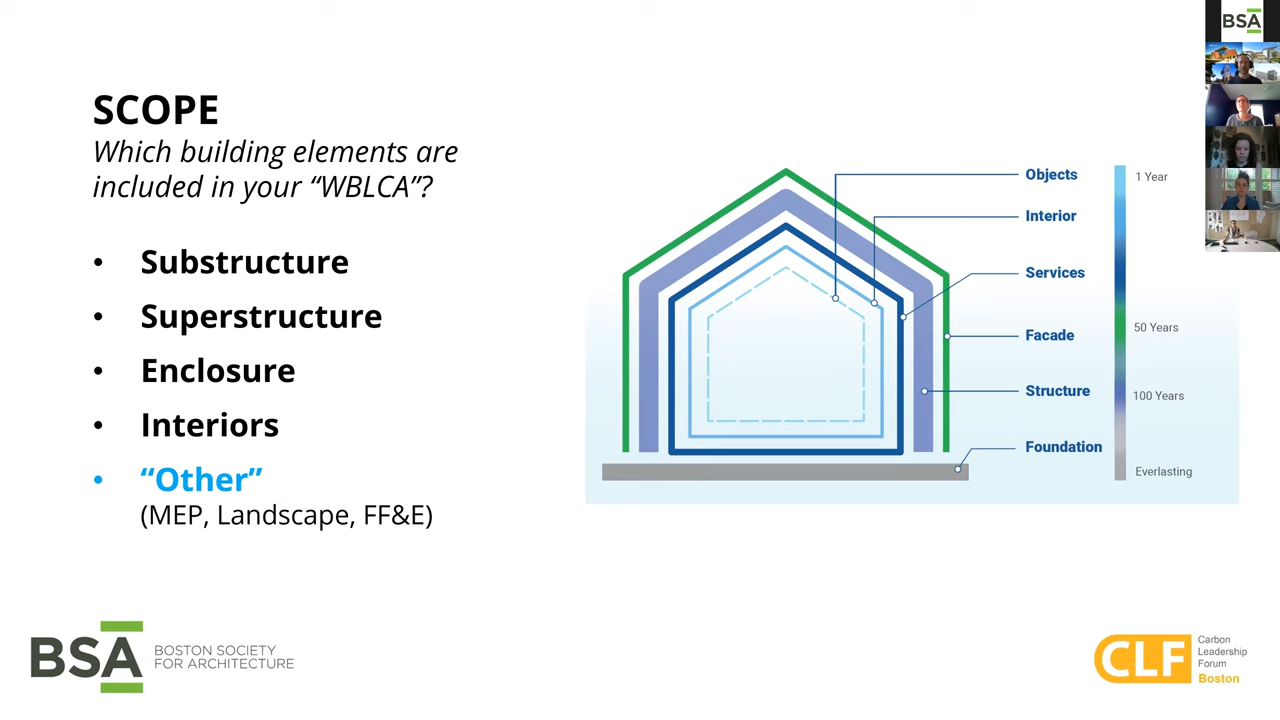 SCOPE
Which building elements are
included in your “WBLCA”?
• Substructure
• Superstructure
• Enclosure
• Interiors
• “Other”
(MEP, Landscape, FF&E)
Objects
Interior
Services
Facade
Structure
Foundation
1 Year
50 Years
100 Years
Everlasting
BSA
BSA
BOSTON SOCIETY
FOR ARCHITECTURE
CLF
Carbon
Leadership
Forum
Boston